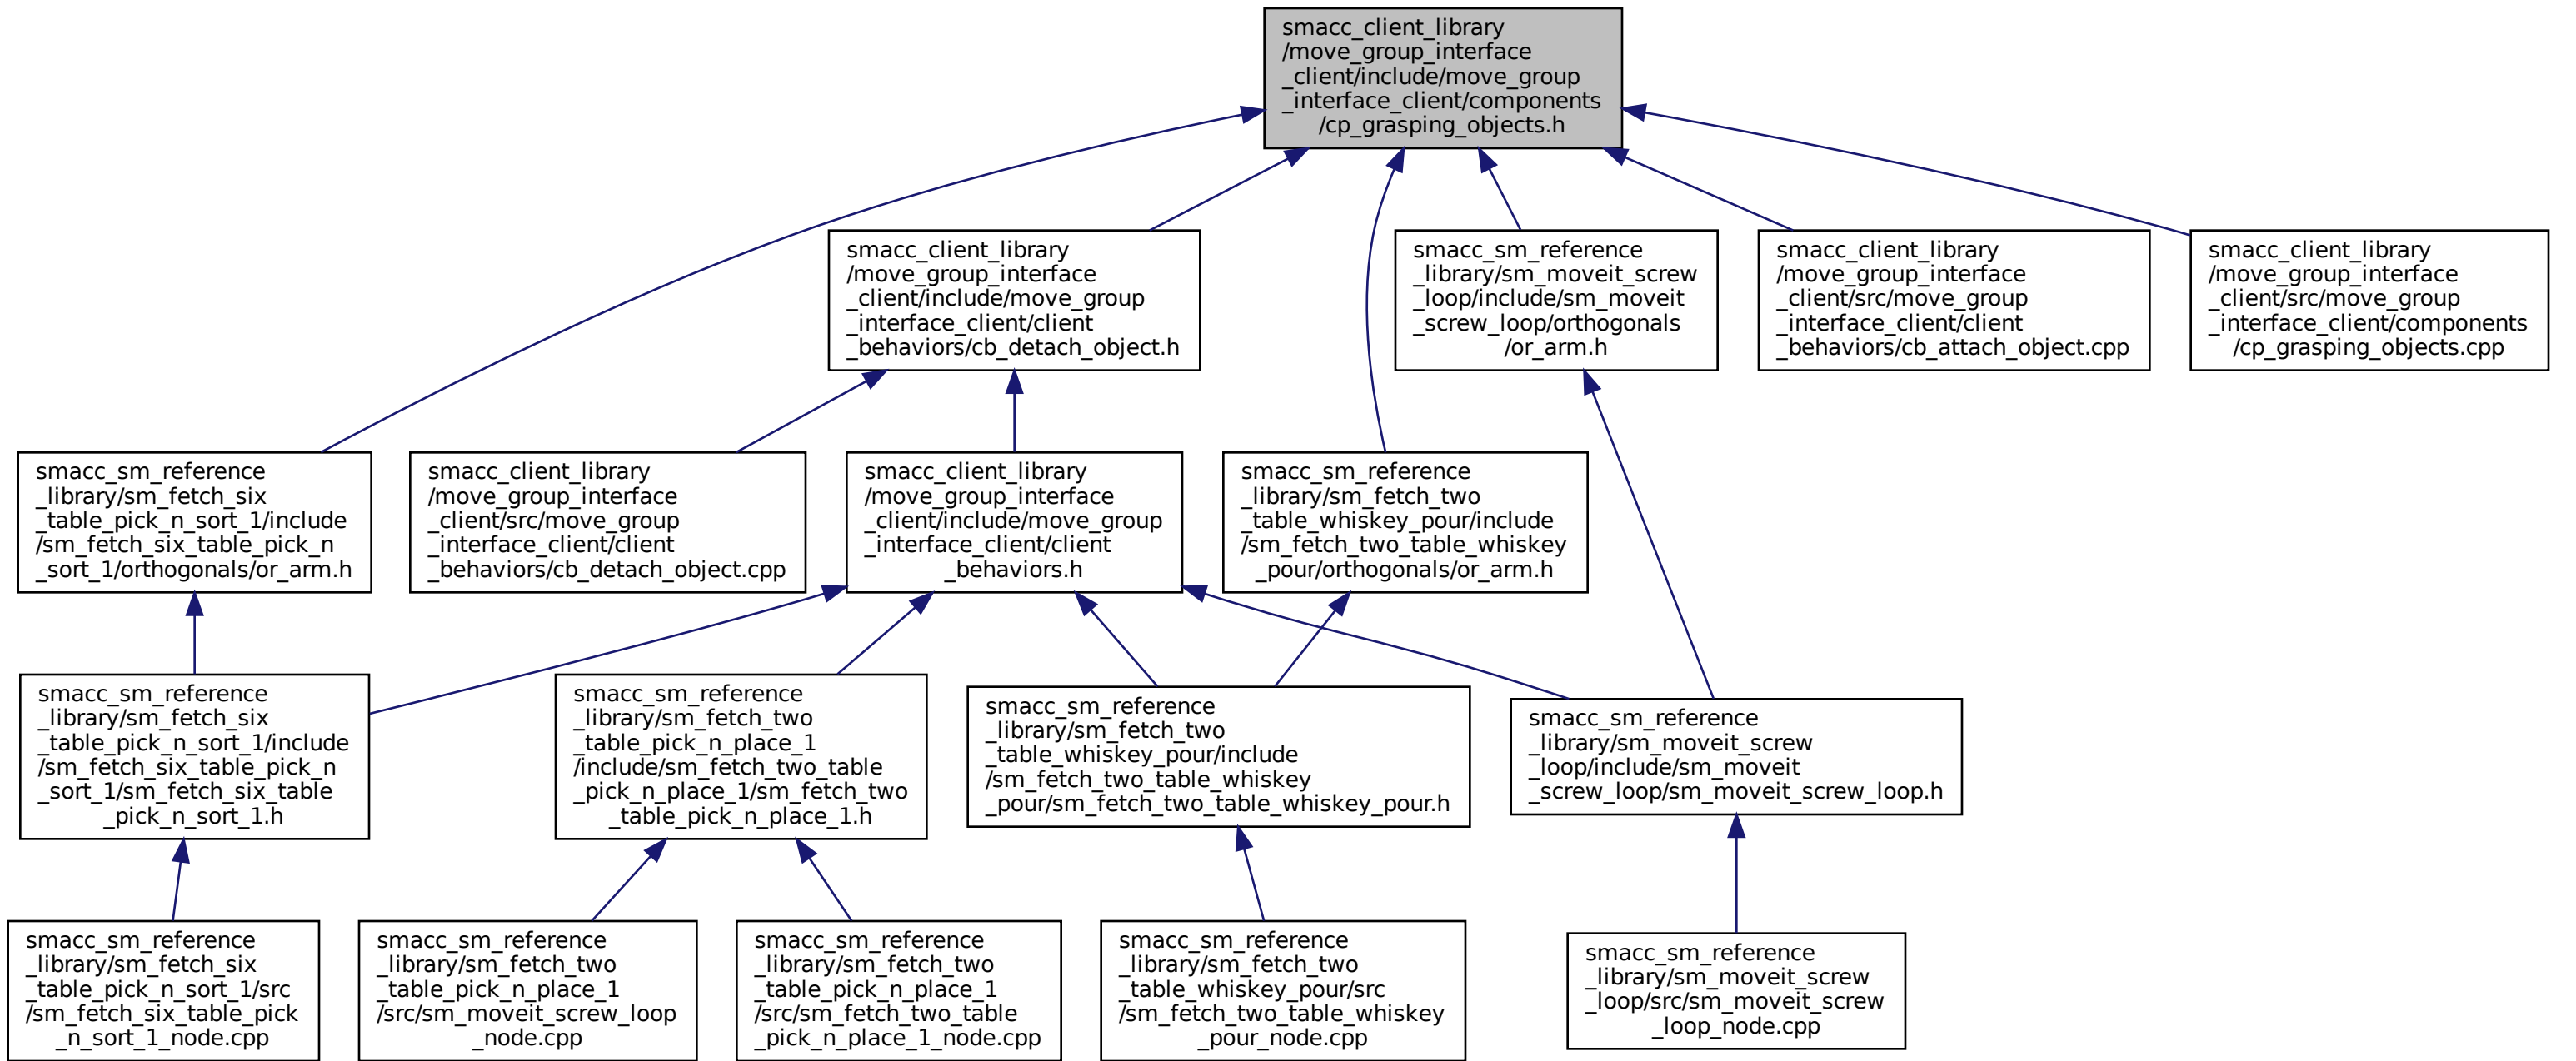 smacc_client_library
/move_group_interface
_client/include/move_group
_interface_client/components
/cp_grasping_objects.h
smacc_client_library
/move_group_interface
_client/include/move_group
_interface_client/client
_behaviors/cb_detach_object.h
smacc_sm_reference
_library/sm_moveit_screw
_loop/include/sm_moveit
_screw_loop/orthogonals
/or_arm.h
smacc_client_library
/move_group_interface
_client/src/move_group
_interface_client/client
_behaviors/cb_attach_object.cpp
smacc_client_library
/move_group_interface
_client/src/move_group
_interface_client/components
/cp_grasping_objects.cpp
smacc_sm_reference
_library/sm_fetch_six
_table_pick_n_sort_1/include
/sm_fetch_six_table_pick_n
_sort_1/orthogonals/or_arm.h
smacc_client_library
/move_group_interface
_client/src/move_group
_interface_client/client
_behaviors/cb_detach_object.cpp
smacc_client_library
/move_group_interface
_client/include/move_group
_interface_client/client
_behaviors.h
smacc_sm_reference
_library/sm_fetch_two
_table_whiskey_pour/include
/sm_fetch_two_table_whiskey
_pour/orthogonals/or_arm.h
smacc_sm_reference
_library/sm_fetch_six
_table_pick_n_sort_1/include
/sm_fetch_six_table_pick_n
_sort_1/sm_fetch_six_table
_pick_n_sort_1.h
smacc_sm_reference
_library/sm_fetch_two
_table_pick_n_place_1
/include/sm_fetch_two_table
_pick_n_place_1/sm_fetch_two
_table_pick_n_place_1.h
smacc_sm_reference
_library/sm_fetch_two
_table_whiskey_pour/include
/sm_fetch_two_table_whiskey
_pour/sm_fetch_two_table_whiskey_pour.h
smacc_sm_reference
_library/sm_moveit_screw
_loop/include/sm_moveit
_screw_loop/sm_moveit_screw_loop.h
smacc_sm_reference
_library/sm_fetch_six
_table_pick_n_sort_1/src
/sm_fetch_six_table_pick
_n_sort_1_node.cpp
smacc_sm_reference
_library/sm_fetch_two
_table_pick_n_place_1
/src/sm_moveit_screw_loop
_node.cpp
smacc_sm_reference
_library/sm_fetch_two
_table_pick_n_place_1
/src/sm_fetch_two_table
_pick_n_place_1_node.cpp
smacc_sm_reference
_library/sm_fetch_two
_table_whiskey_pour/src
/sm_fetch_two_table_whiskey
_pour_node.cpp
smacc_sm_reference
_library/sm_moveit_screw
_loop/src/sm_moveit_screw
_loop_node.cpp